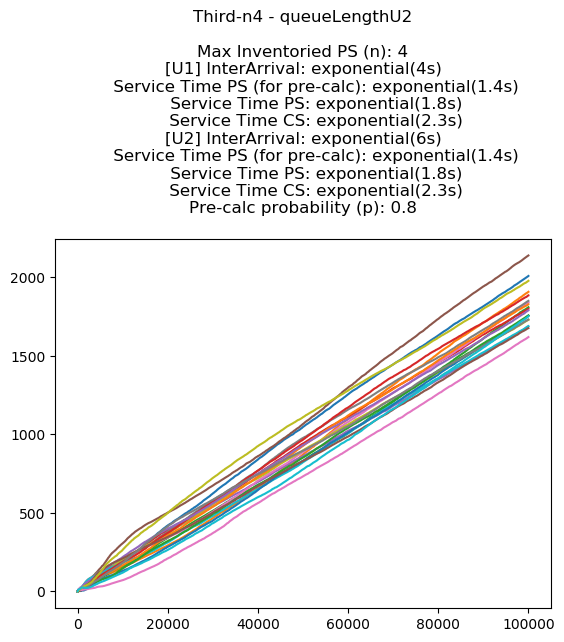 Third-n4 - queueLengthU2
Max Inventoried PS (n): 4
[U1] InterArrival: exponential(4s)
Service Time PS (for pre-calc): exponential(1.4s)
Service Time PS: exponential(1.8s)
Service Time CS: exponential(2.3s)
[U2] InterArrival: exponential(6s)
Service Time PS (for pre-calc): exponential(1.4s)
Service Time PS: exponential(1.8s)
Service Time CS: exponential(2.3s)
Pre-calc probability (p): 0.8
2000
1500
1000
500
0
0 20000 40000 60000 80000 100000